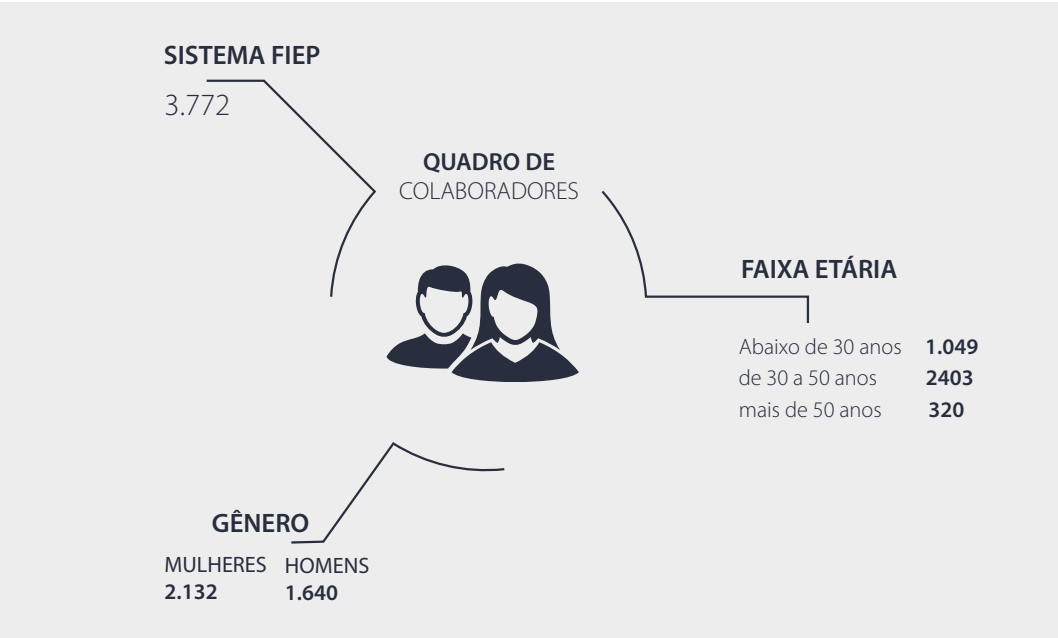 SISTEMA FIEP
3.772
QUADRO DE
COLABORADORES
FAIXA ETÁRIA
Abaixo de 30 anos 1.049
de 30 a 50 anos 2403
mais de 50 anos 320
GÊNERO
MULHERES HOMENS
2.132 1.640